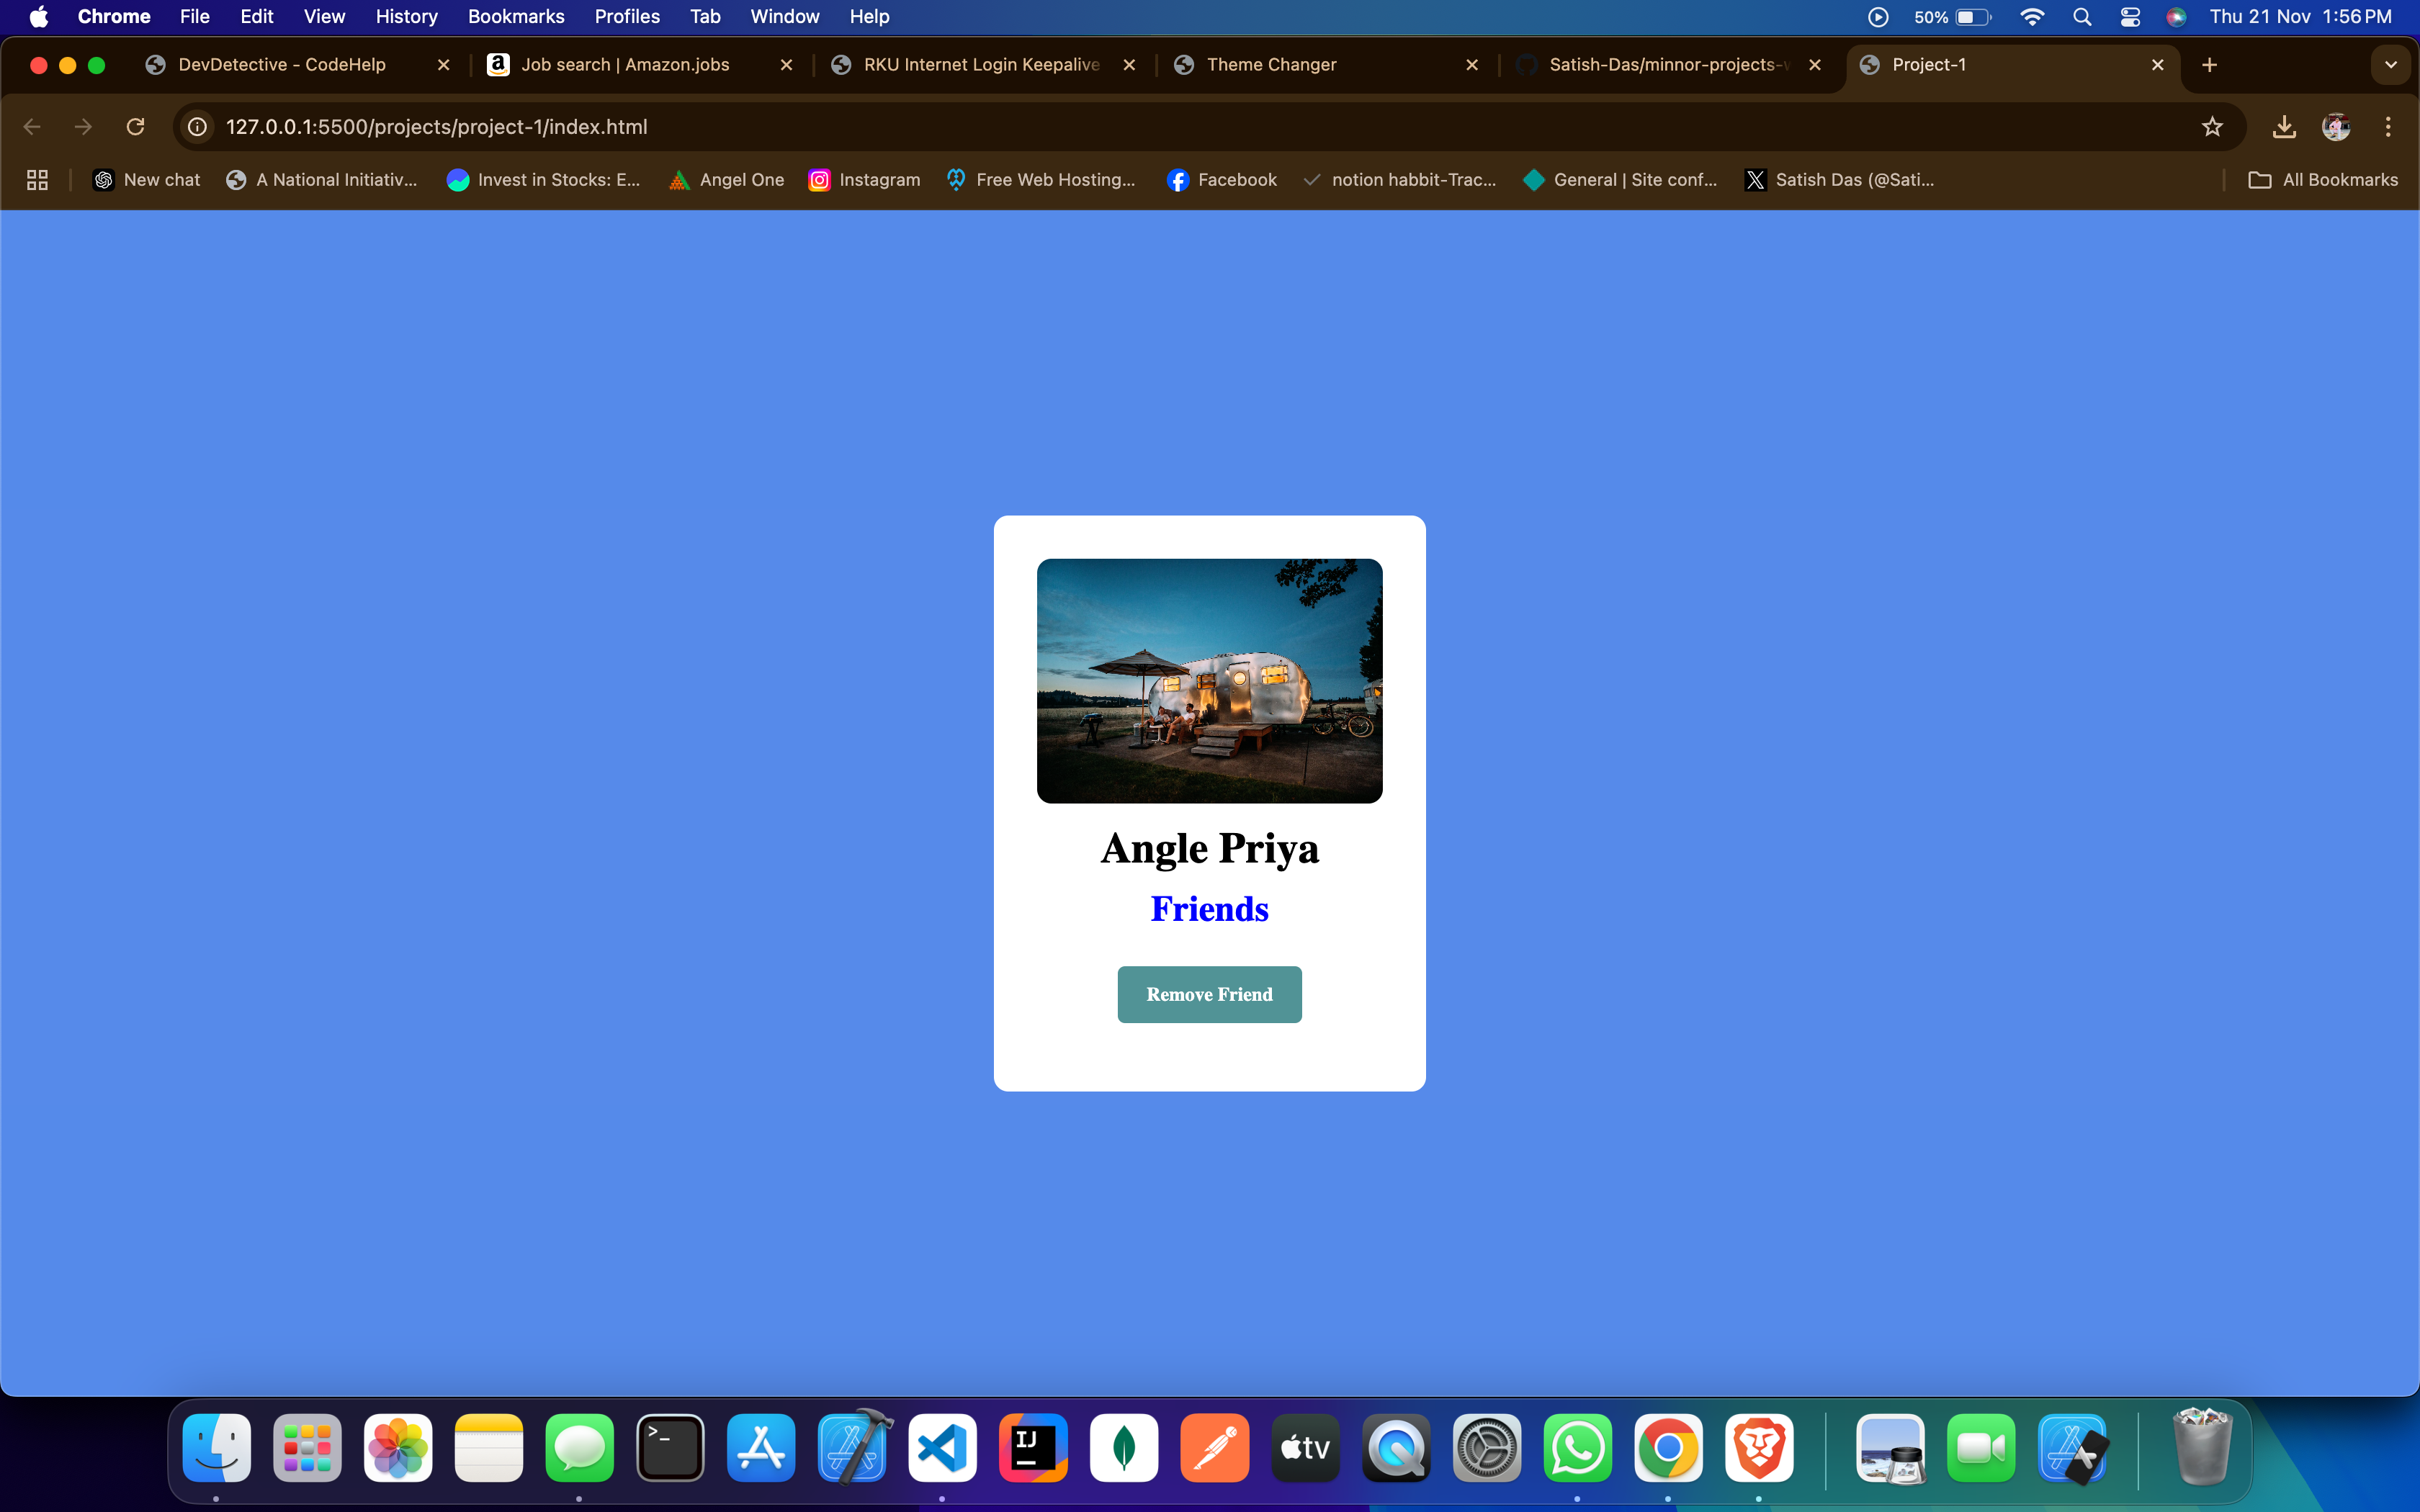 Chrome File Edit View History Bookmarks Profiles Tab Window Help 50% Thu 21 Nov 1:56 PM
DevDetective - CodeHelp
Job search | Amazon.jobs
RKU Internet Login Keepalive
Theme Changer
Satish-Das/minnor-projects-w
Project-1
127.0.0.1:5500/projects/project-1/index.html
New chat
A National Initiativ...
Invest in Stocks: E...
Angel One
Instagram
Free Web Hosting...
Facebook
notion habbit-Trac...
General | Site conf...
Satish Das (@Sati...
All Bookmarks
Angle Priya
Friends
Remove Friend
>_
IJ
tv